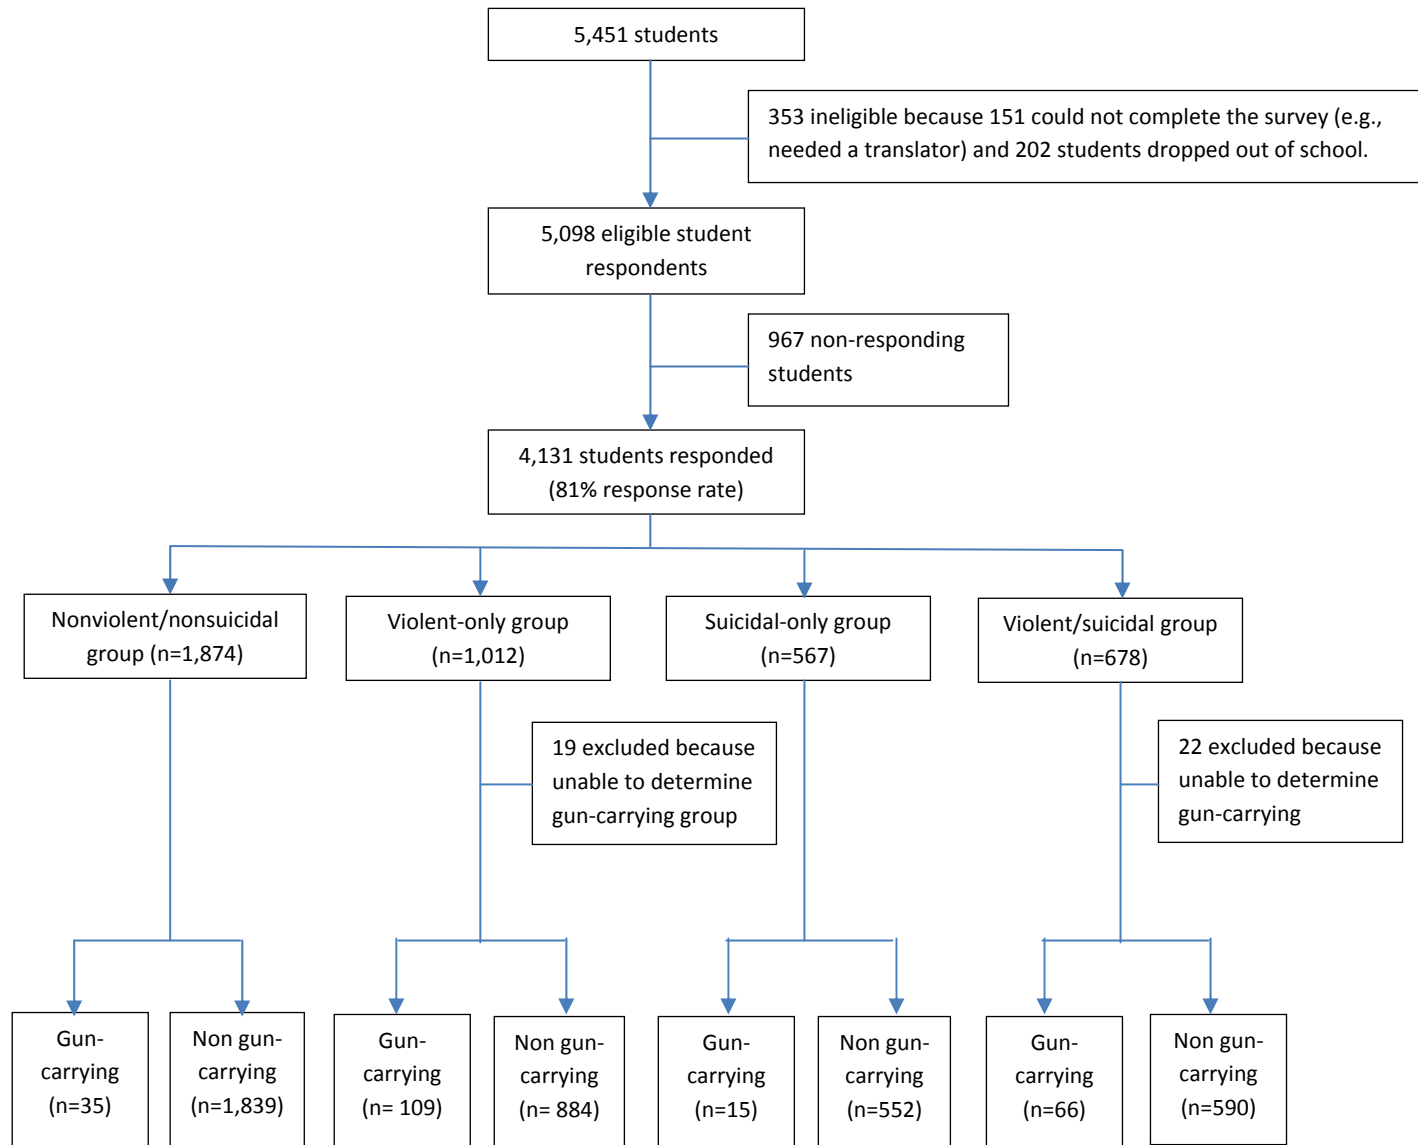 5,451 students
353 ineligible because 151 could not complete the survey (e.g.,
needed a translator) and 202 students dropped out of school.
5,098 eligible student
respondents
967 non-responding
students
4,131 students responded
(81% response rate)
Nonviolent/nonsuicidal
group (n=1,874)
Violent-only group
(n=1,012)
Suicidal-only group
(n=567)
Violent/suicidal group
(n=678)
19 excluded because
unable to determine
gun-carrying group
22 excluded because
unable to determine
gun-carrying
Gun-
carrying
(n=35)
Non gun-
carrying
(n=1,839)
Gun-
carrying
(n= 109)
Non gun-
carrying
(n= 884)
Gun-
carrying
(n=15)
Non gun-
carrying
(n=552)
Gun-
carrying
(n=66)
Non gun-
carrying
(n=590)